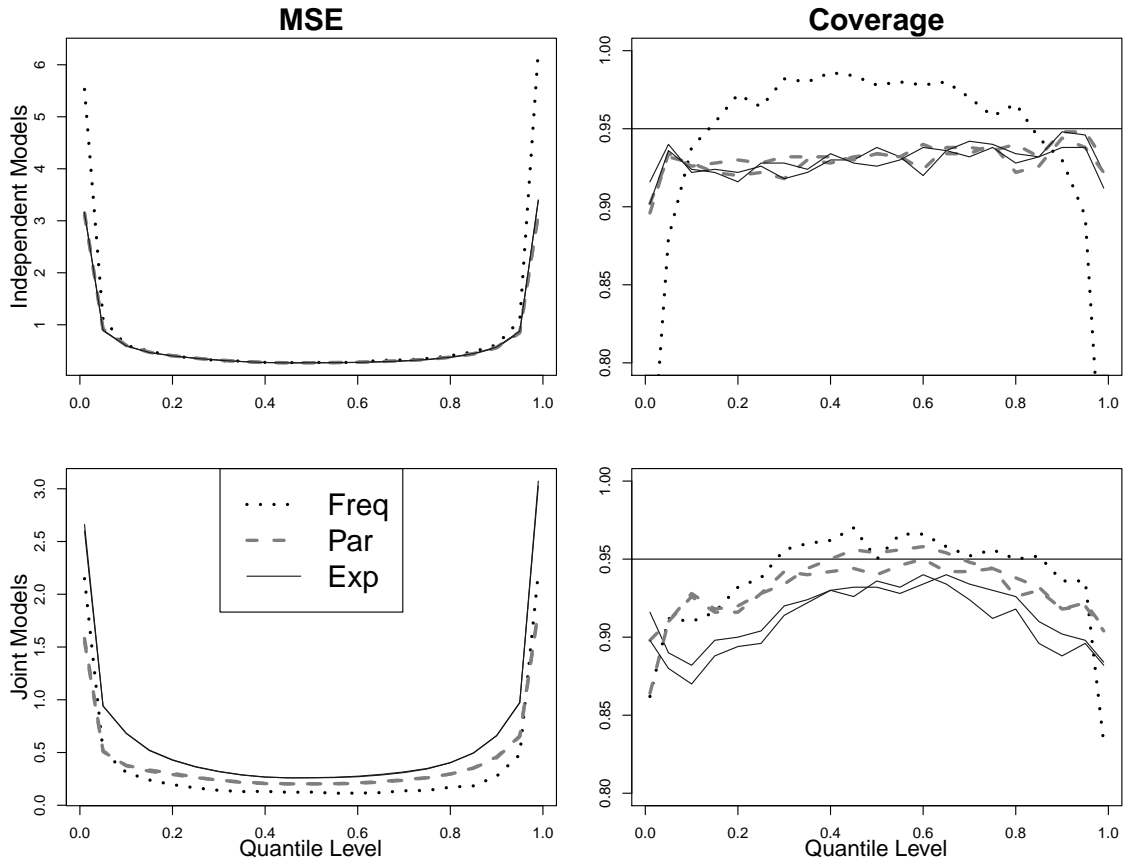 MSE
Coverage
Independent Models
6
5
4
3
2
1
0.0 0.2 0.4 0.6 0.8 1.0
1.00
0.95
0.90
0.85
0.80
0.0 0.2 0.4 0.6 0.8 1.0
Joint Models
3.0
2.5
2.0
1.5
1.0
0.5
0.0
Freq
Par
Exp
0.0 0.2 0.4 0.6 0.8 1.0
Quantile Level
1.00
0.95
0.90
0.85
0.80
0.0 0.2 0.4 0.6 0.8 1.0
Quantile Level